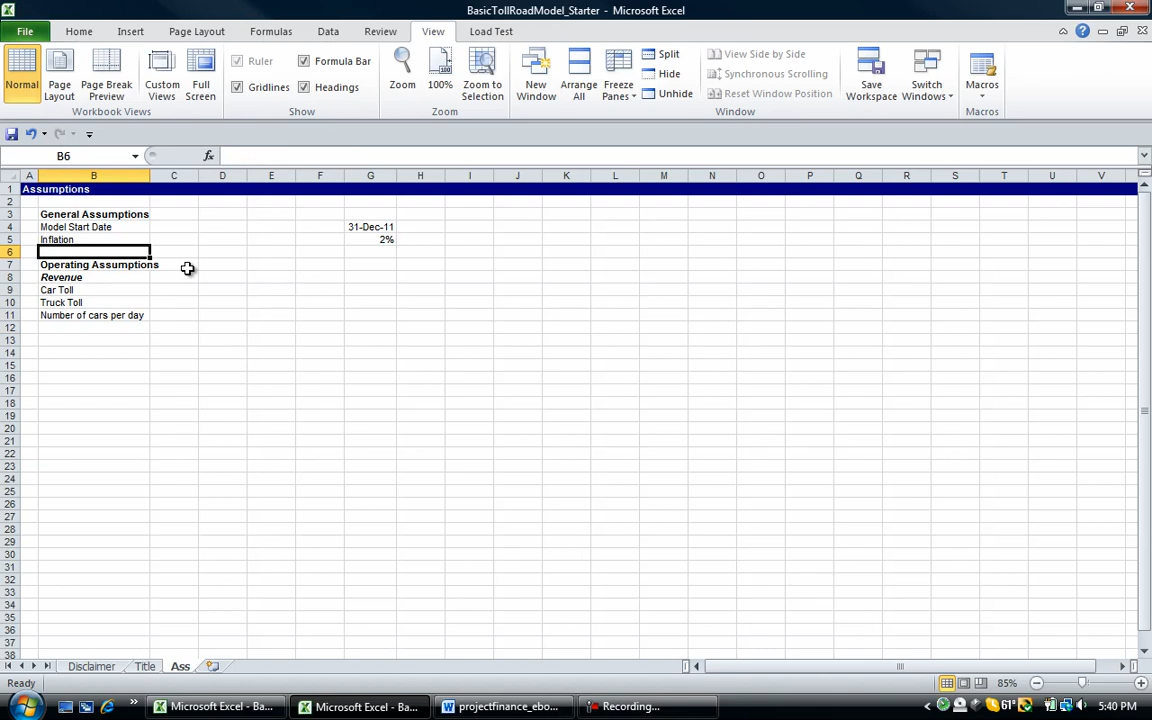 BasicTollRoadModel_Starter - Microsoft Excel
File Home Insert Page Layout Formulas Data Review View Load Test
Normal Page Layout Page Break Preview Custom Views Full Screen
Workbook Views
Ruler Formula Bar
Gridlines Headings
Show
Zoom 100% Zoom to Selection
Zoom
New Window Arrange All Freeze Panes
Split
Hide
Unhide
View Side by Side
Synchronous Scrolling
Reset Window Position
Window
Save Workspace Switch Windows
Macros
Macros
B6 fx
A B C D E F G H I J K L M N O P Q R S T U V
1 Assumptions
2
3 General Assumptions
4 Model Start Date 31-Dec-11
5 Inflation 2%
6
7 Operating Assumptions
8 Revenue
9 Car Toll
10 Truck Toll
11 Number of cars per day
12
13
14
15
16
17
18
19
20
21
22
23
24
25
26
27
28
29
30
31
32
33
34
35
36
37
38
Disclaimer Title Ass
Ready 85%
Microsoft Excel - Ba... Microsoft Excel - Ba... projectfinance_ebo... Recording... 61° 5:40 PM